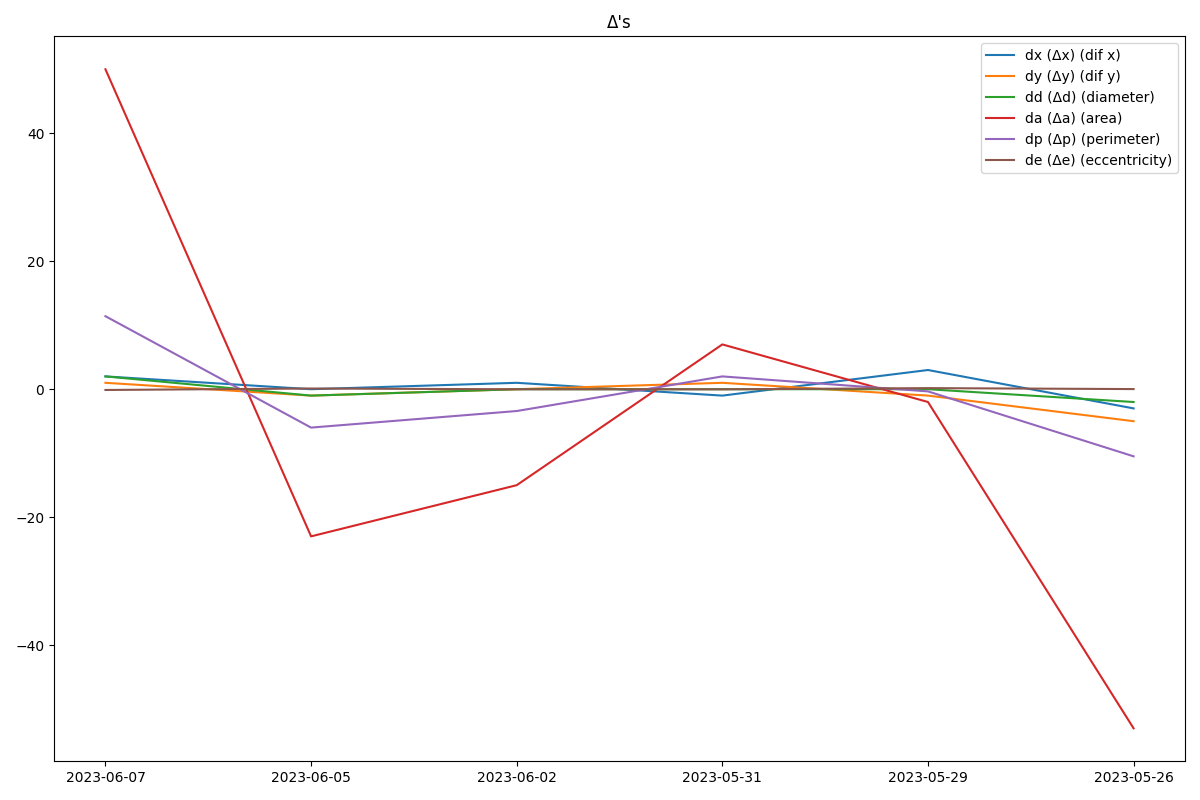 Δ's
dx (Δx) (dif x)
dy (Δy) (dif y)
dd (Δd) (diameter)
da (Δa) (area)
dp (Δp) (perimeter)
de (Δe) (eccentricity)
40
20
0
−20
−40
2023-06-07 2023-06-05 2023-06-02 2023-05-31 2023-05-29 2023-05-26